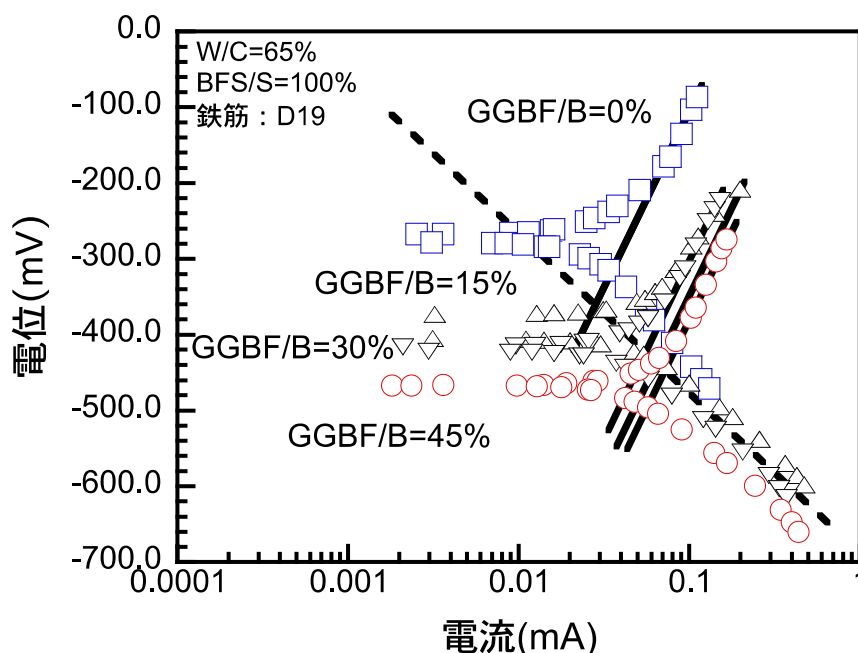 0.0
-100.0
-200.0
-300.0
-400.0
-500.0
-600.0
-700.0
電位(mV)
W/C=65%
BFS/S=100%
鉄筋：D19
GGBF/B=0%
GGBF/B=15%
GGBF/B=30%
GGBF/B=45%
0.0001
0.001
0.01
0.1
1
電流(mA)